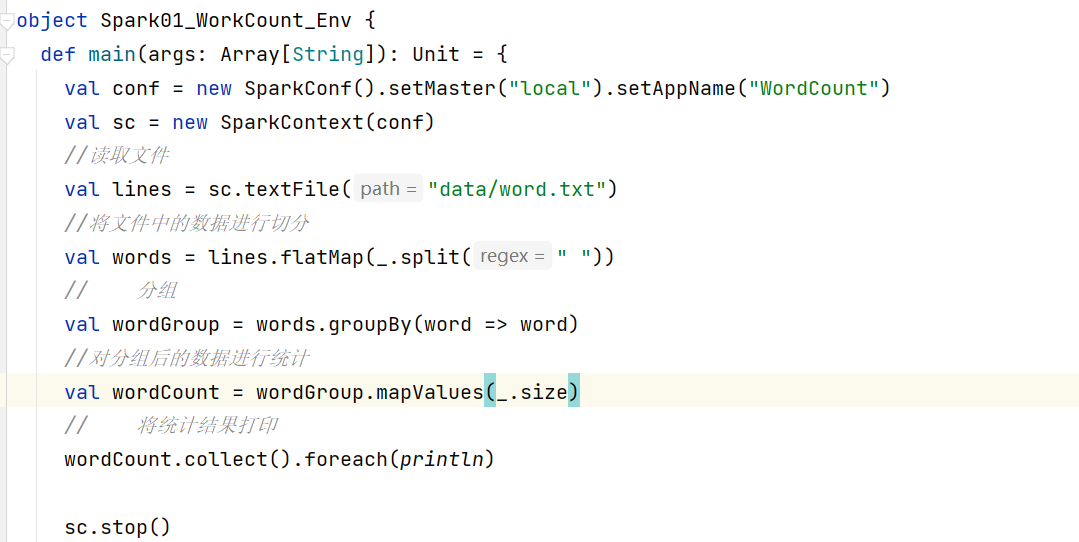 object Spark01_WorkCount_Env {
def main(args: Array[String]): Unit = {
val conf = new SparkConf().setMaster("local").setAppName("WordCount")
val sc = new SparkContext(conf)
//读取文件
val lines = sc.textFile( path = "data/word.txt")
//将文件中的数据进行切分
val words = lines.flatMap(_.split( regex = " "))
//    分组
val wordGroup = words.groupBy(word => word)
//对分组后的数据进行统计
val wordCount = wordGroup.mapValues(_.size)
//    将统计结果打印
wordCount.collect().foreach(println)
sc.stop()